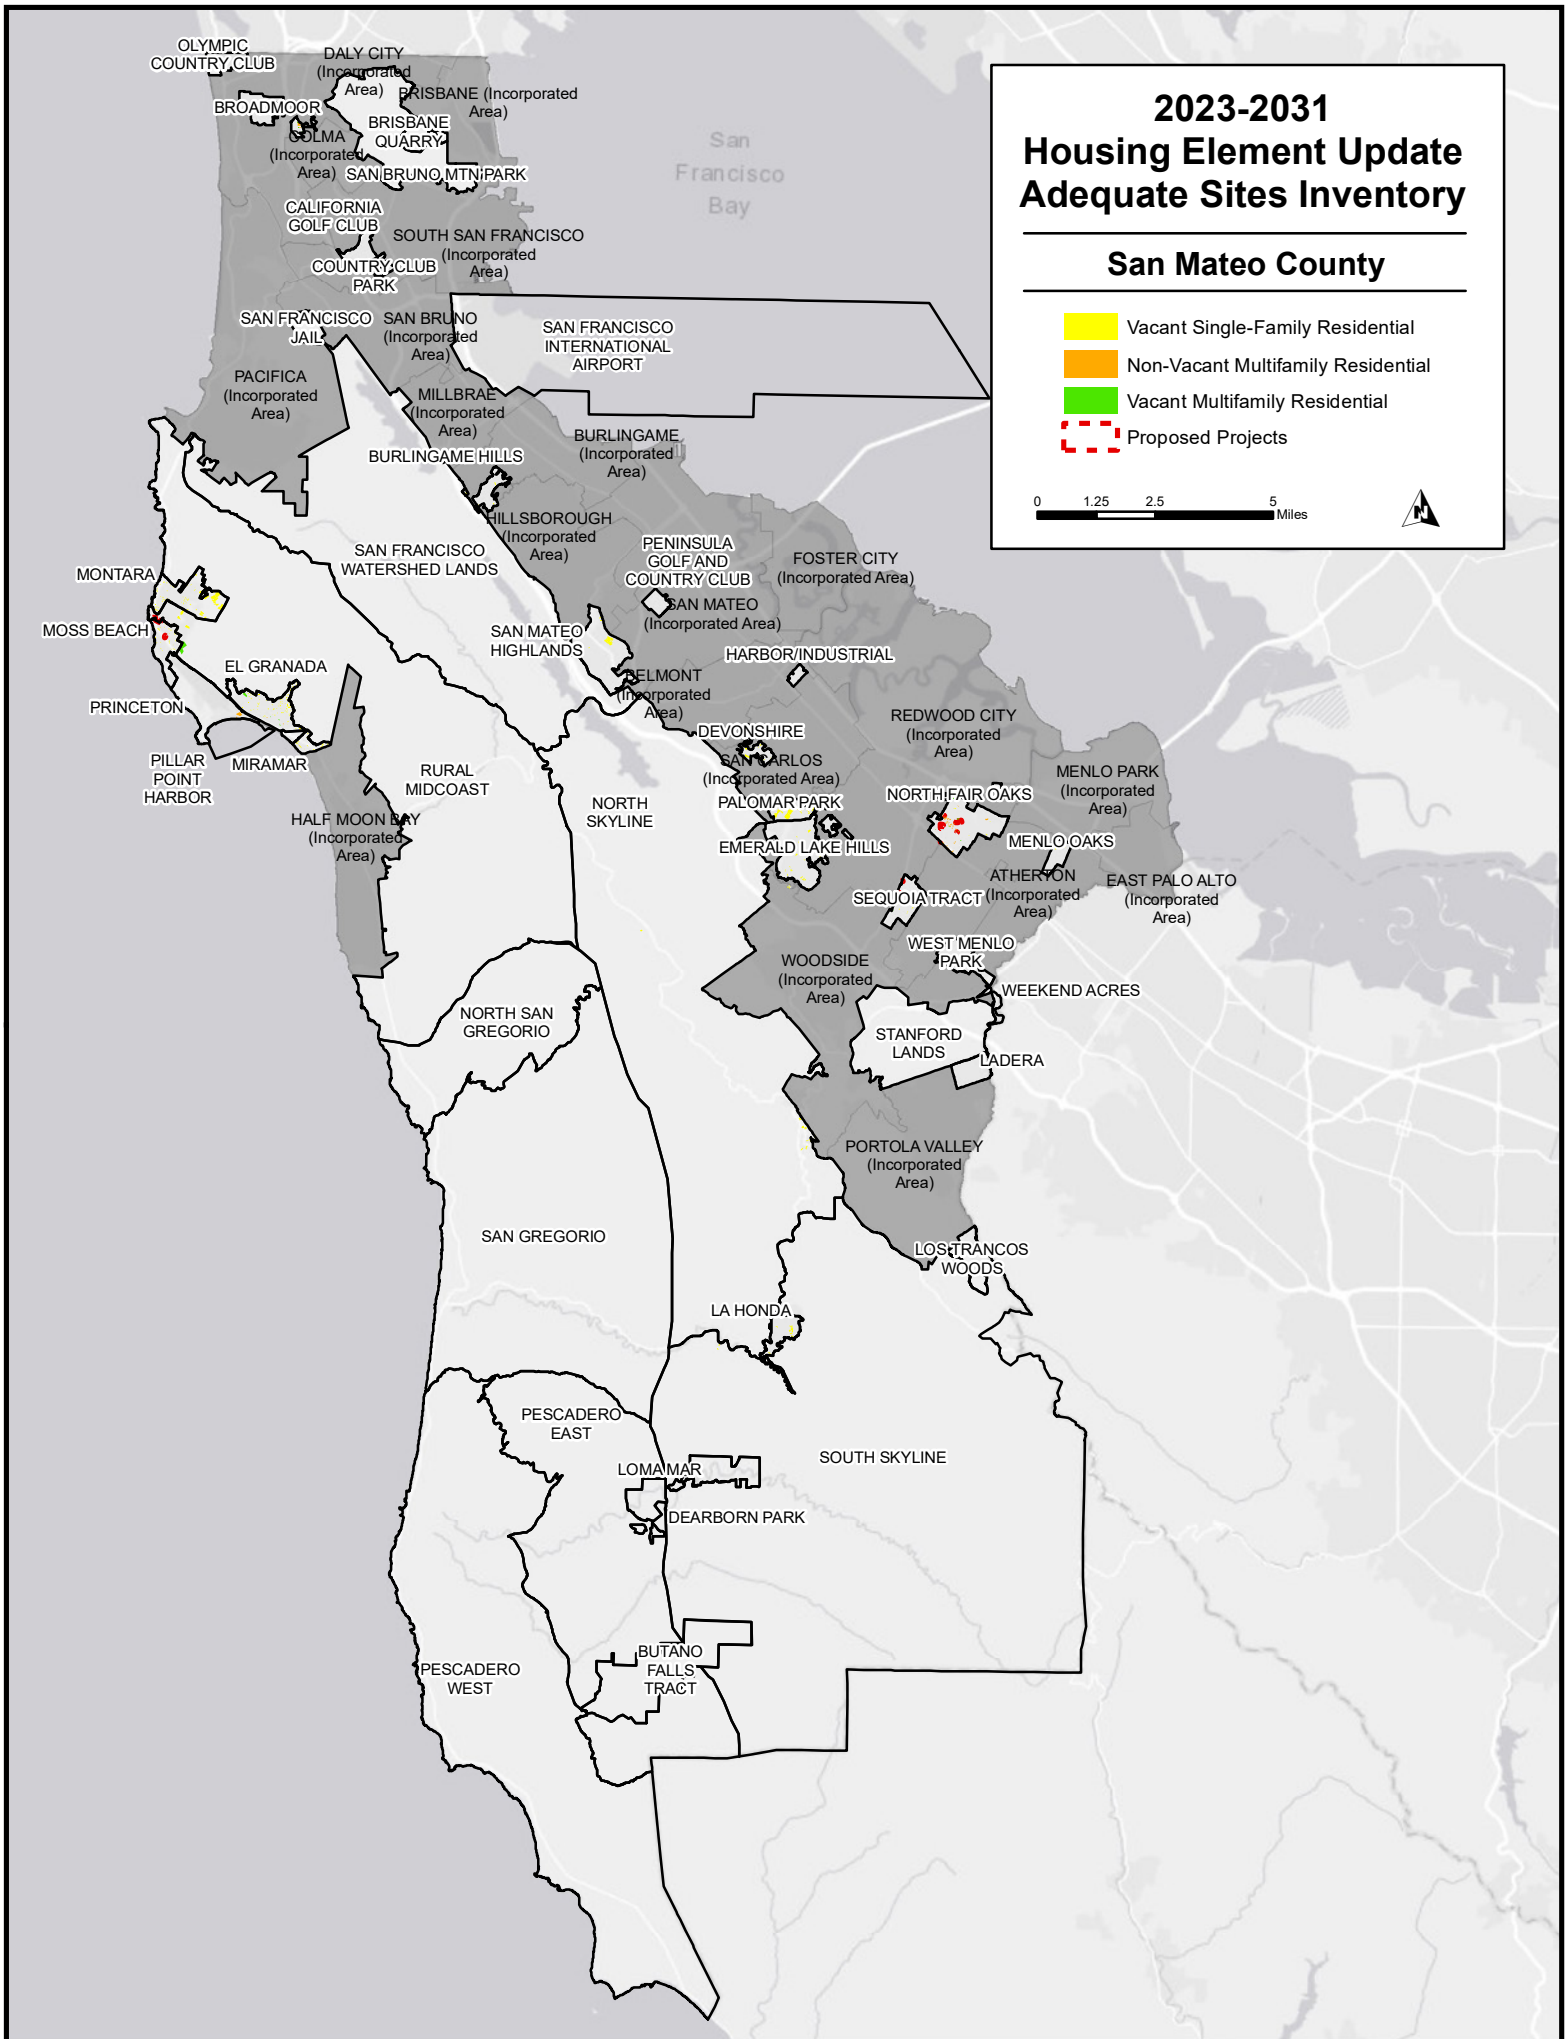 2023-2031
Housing Element Update
Adequate Sites Inventory
San Mateo County
Vacant Single-Family Residential
Non-Vacant Multifamily Residential
Vacant Multifamily Residential
Proposed Projects
0 1.25 2.5 5
Miles
N
San
Francisco
Bay
OLYMPIC
COUNTRY CLUB
DALY CITY
(Incorporated
Area)
BRISBANE (Incorporated
Area)
BROADMOOR
BRISBANE
QUARRY
COLMA
(Incorporated
Area)
SAN BRUNO MTN PARK
CALIFORNIA
GOLF CLUB
SOUTH SAN FRANCISCO
(Incorporated
Area)
COUNTRY CLUB
PARK
SAN FRANCISCO
JAIL
SAN BRUNO
(Incorporated
Area)
SAN FRANCISCO
INTERNATIONAL
AIRPORT
PACIFICA
(Incorporated
Area)
MILLBRAE
(Incorporated
Area)
BURLINGAME
(Incorporated
Area)
BURLINGAME HILLS
HILLSBOROUGH
(Incorporated
Area)
SAN FRANCISCO
WATERSHED LANDS
PENINSULA
GOLF AND
COUNTRY CLUB
FOSTER CITY
(Incorporated Area)
MONTARA
SAN MATEO
(Incorporated Area)
MOSS BEACH
SAN MATEO
HIGHLANDS
HARBOR/INDUSTRIAL
EL GRANADA
BELMONT
(Incorporated
Area)
PRINCETON
REDWOOD CITY
(Incorporated
Area)
DEVONSHIRE
PILLAR
POINT
HARBOR
MIRAMAR
SAN CARLOS
(Incorporated Area)
RURAL
MIDCOAST
MENLO PARK
(Incorporated
Area)
NORTH
SKYLINE
PALOMAR PARK
NORTH FAIR OAKS
HALF MOON BAY
(Incorporated
Area)
EMERALD LAKE HILLS
MENLO OAKS
ATHERTON
(Incorporated
Area)
EAST PALO ALTO
(Incorporated
Area)
SEQUOIA TRACT
WEST MENLO
PARK
WOODSIDE
(Incorporated
Area)
WEEKEND ACRES
NORTH SAN
GREGORIO
STANFORD
LANDS
LADERA
PORTOLA VALLEY
(Incorporated
Area)
SAN GREGORIO
LOS TRANCOS
WOODS
LA HONDA
PESCADERO
EAST
SOUTH SKYLINE
LOMA MAR
DEARBORN PARK
BUTANO
FALLS
TRACT
PESCADERO
WEST